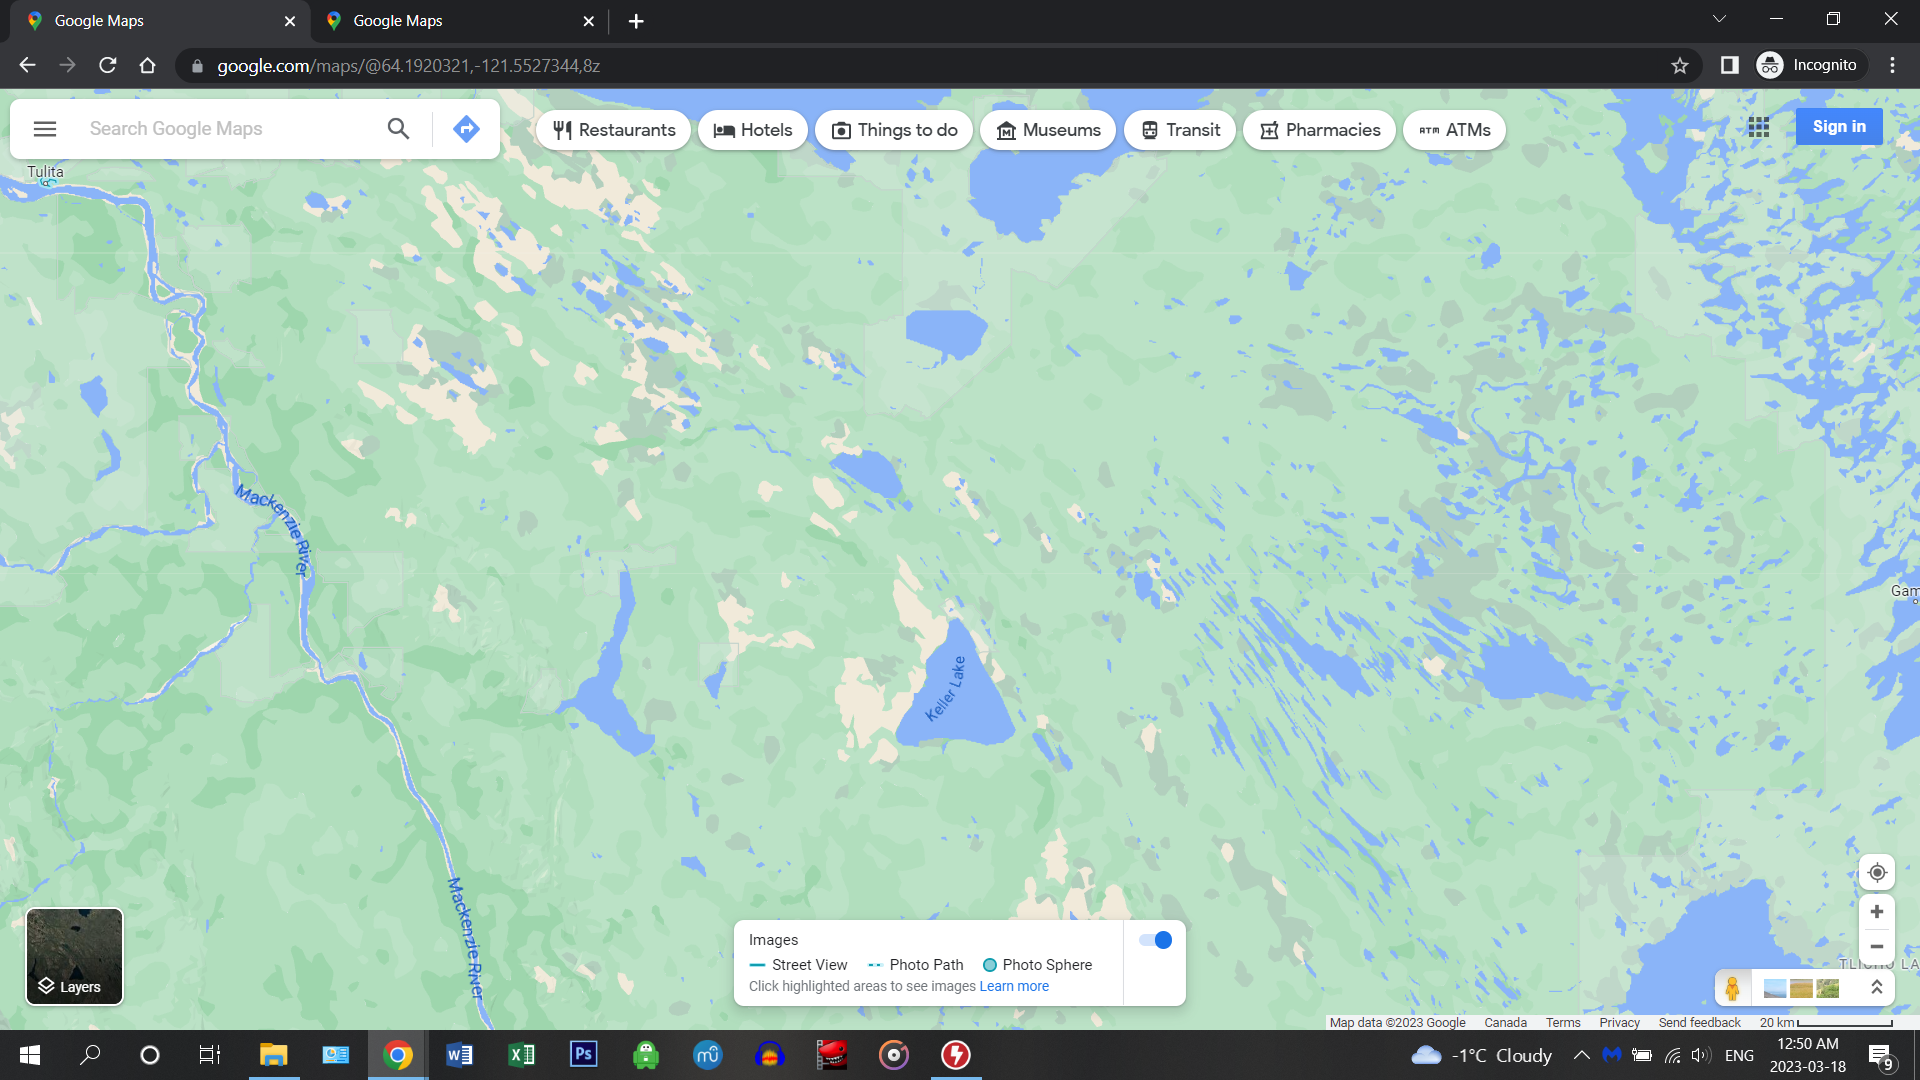 Google Maps
Google Maps
google.com/maps/@64.1920321,-121.5527344,8z
Incognito
Search Google Maps
Restaurants
Hotels
Things to do
Museums
Transit
Pharmacies
ATM ATMs
Sign in
Tulita
Mackenzie River
Gam
Keller Lake
Mackenzie River
TLICHO LA
Layers
Images
Street View
Photo Path
Photo Sphere
Click highlighted areas to see images Learn more
Map data ©2023 Google Canada Terms Privacy Send feedback 20 km
-1°C Cloudy
ENG
12:50 AM
2023-03-18
9